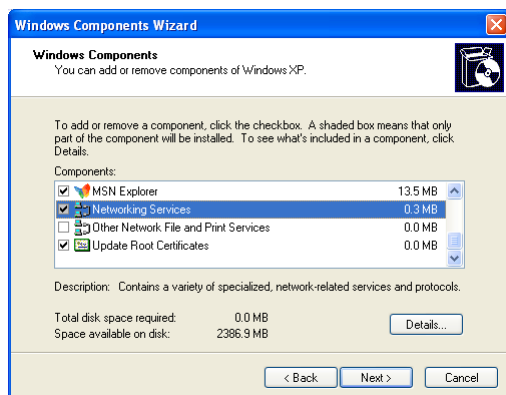 Windows Components Wizard
Windows Components
You can add or remove components of Windows XP.
To add or remove a component, click the checkbox. A shaded box means that only
part of the component will be installed. To see what's included in a component, click
Details.
Components:
MSN Explorer 13.5 MB
Networking Services 0.3 MB
Other Network File and Print Services 0.0 MB
Update Root Certificates 0.0 MB
Description: Contains a variety of specialized, network-related services and protocols.
Total disk space required: 0.0 MB
Space available on disk: 2386.9 MB
Details...
< Back
Next >
Cancel